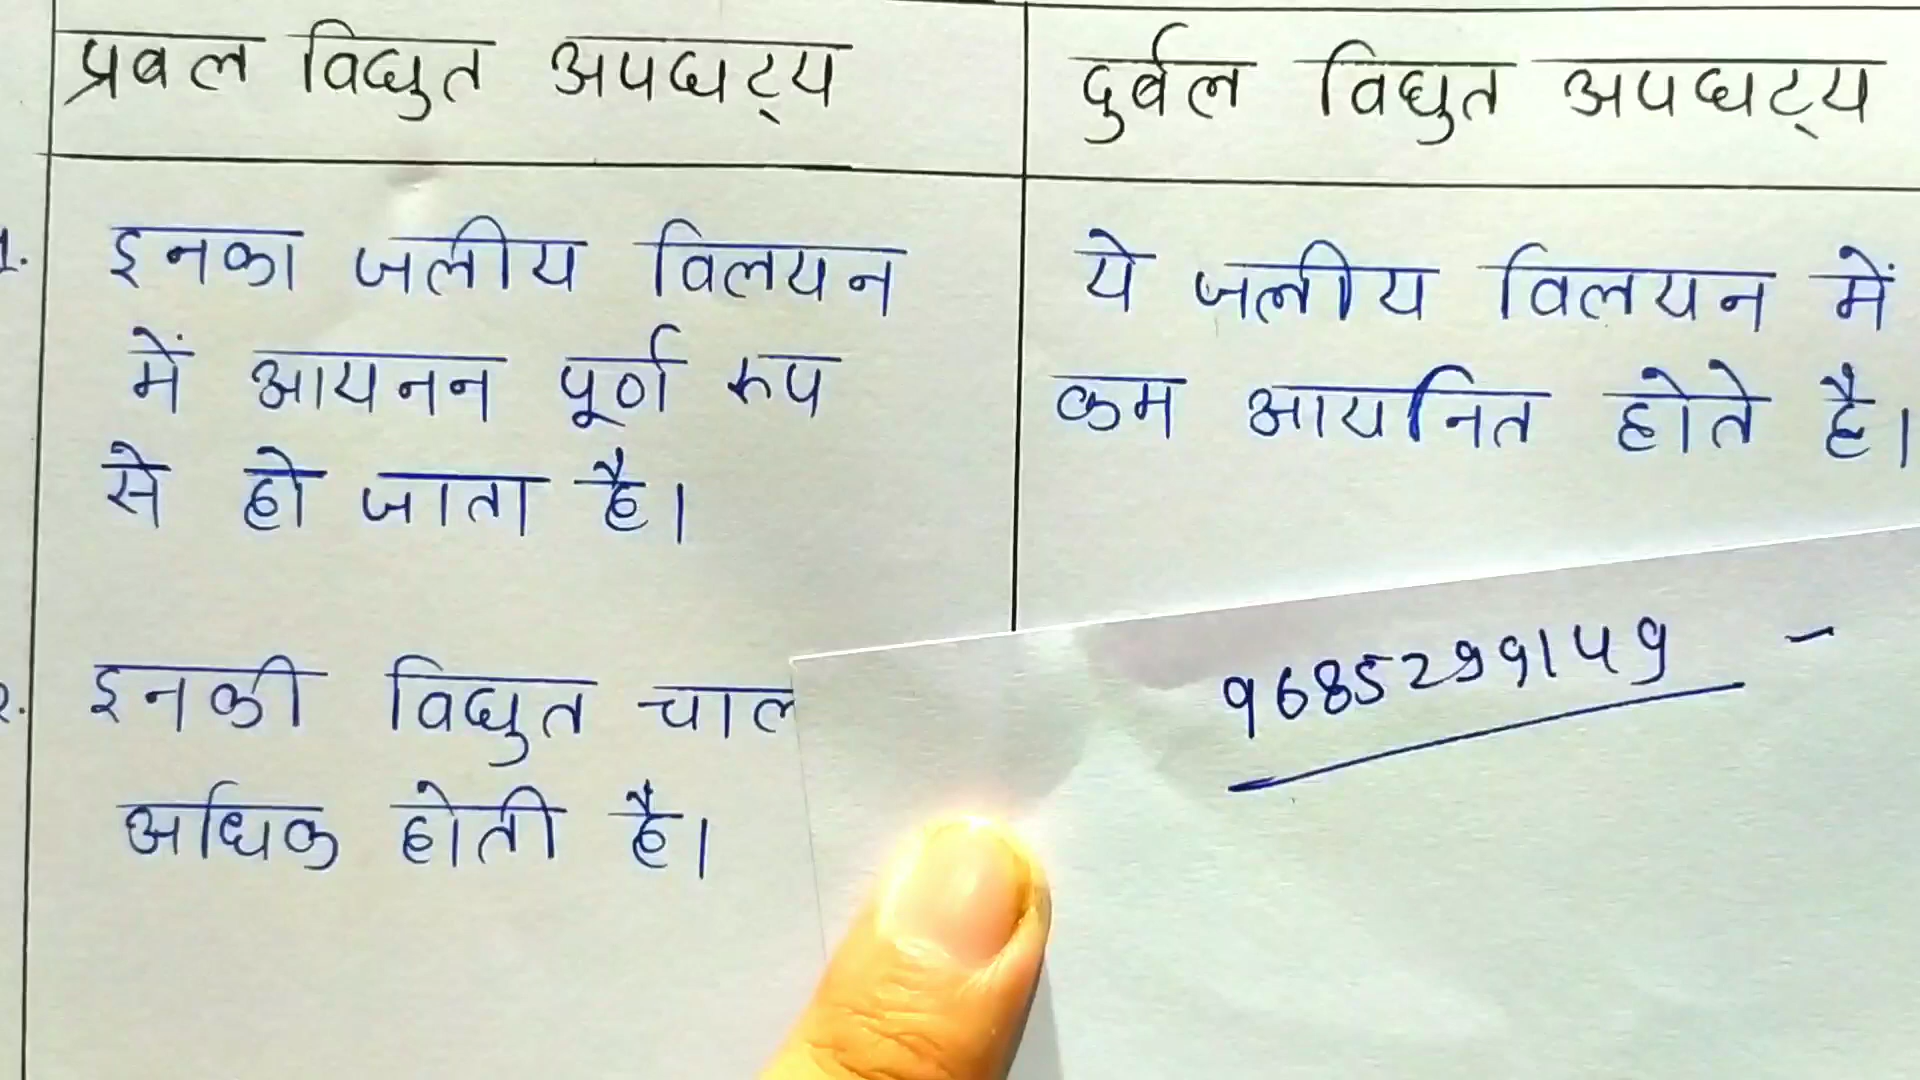 प्रबल विद्युत अपघट्य
दुर्बल विद्युत अपघट्य
1. इनका जलीय विलयन
में आयनन पूर्ण रूप
से हो जाता है।
ये जलीय विलयन में
कम आयनित होते है।
2. इनकी विद्युत चाल
अधिक होती है।
9685299149 -